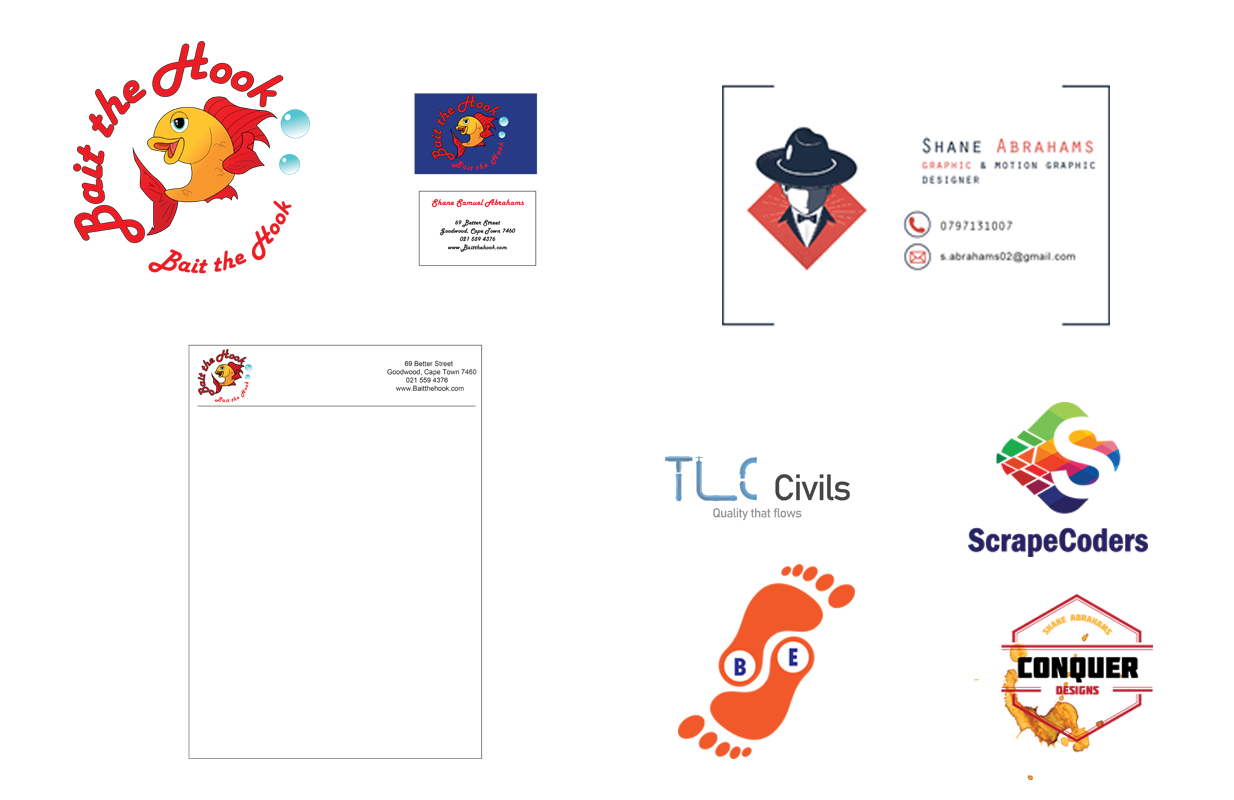 Bait the Hook
Bait the Hook
Bait the Hook
Bait the Hook
Shane Samuel Abrahams
69 Better Street
Goodwood, Cape Town 7460
021 559 4376
www.Baitthehook.com
SHANE ABRAHAMS
GRAPHIC & MOTION GRAPHIC
DESIGNER
0797131007
s.abrahams02@gmail.com
Bait the Hook
Bait the Hook
69 Better Street
Goodwood, Cape Town 7460
021 559 4376
www.Baitthehook.com
TLC Civils
Quality that flows
S
ScrapeCoders
B E
SHANE ABRAHAMS
CONQUER
DESIGNS